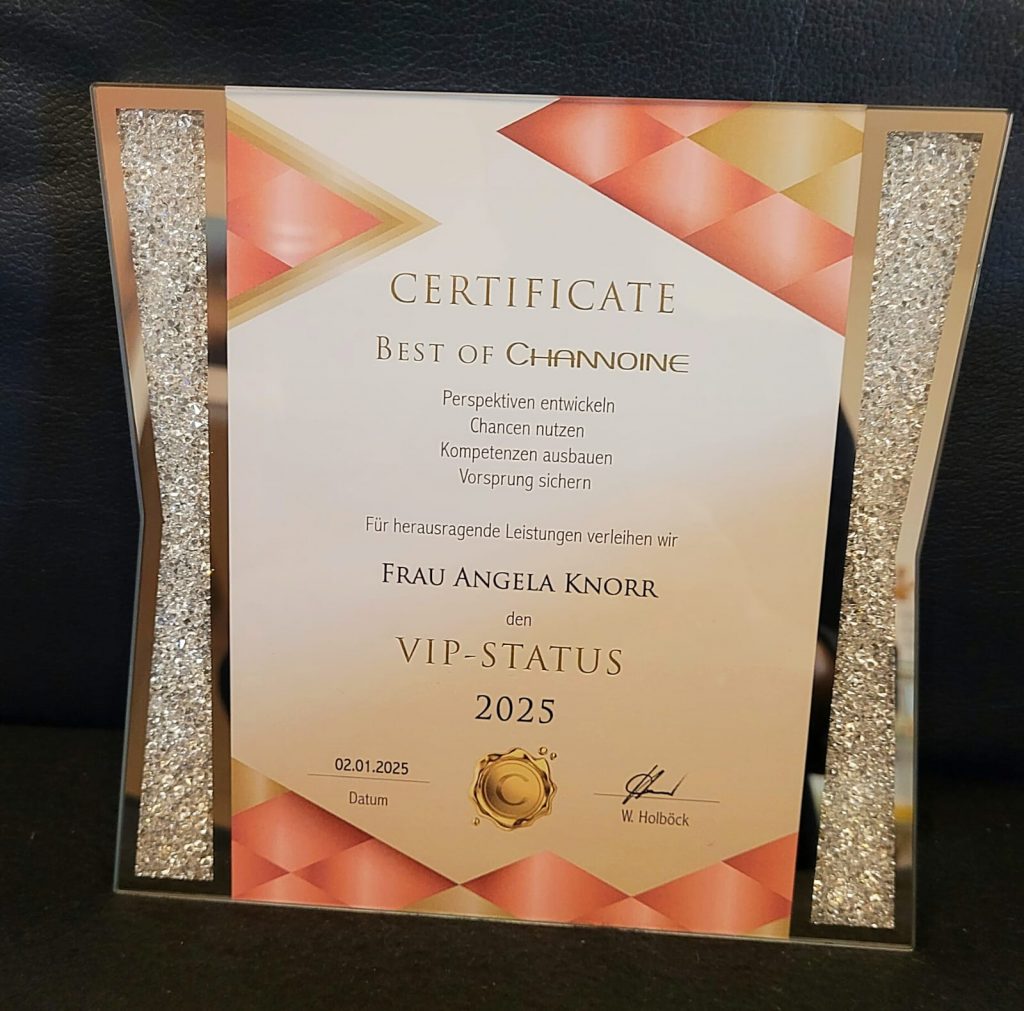 CERTIFICATE
BEST OF CHANNOINE
Perspektiven entwickeln
Chancen nutzen
Kompetenzen ausbauen
Vorsprung sichern
Für herausragende Leistungen verleihen wir
FRAU ANGELA KNORR
den
VIP-STATUS
2025
02.01.2025
Datum
C
W. Holböck